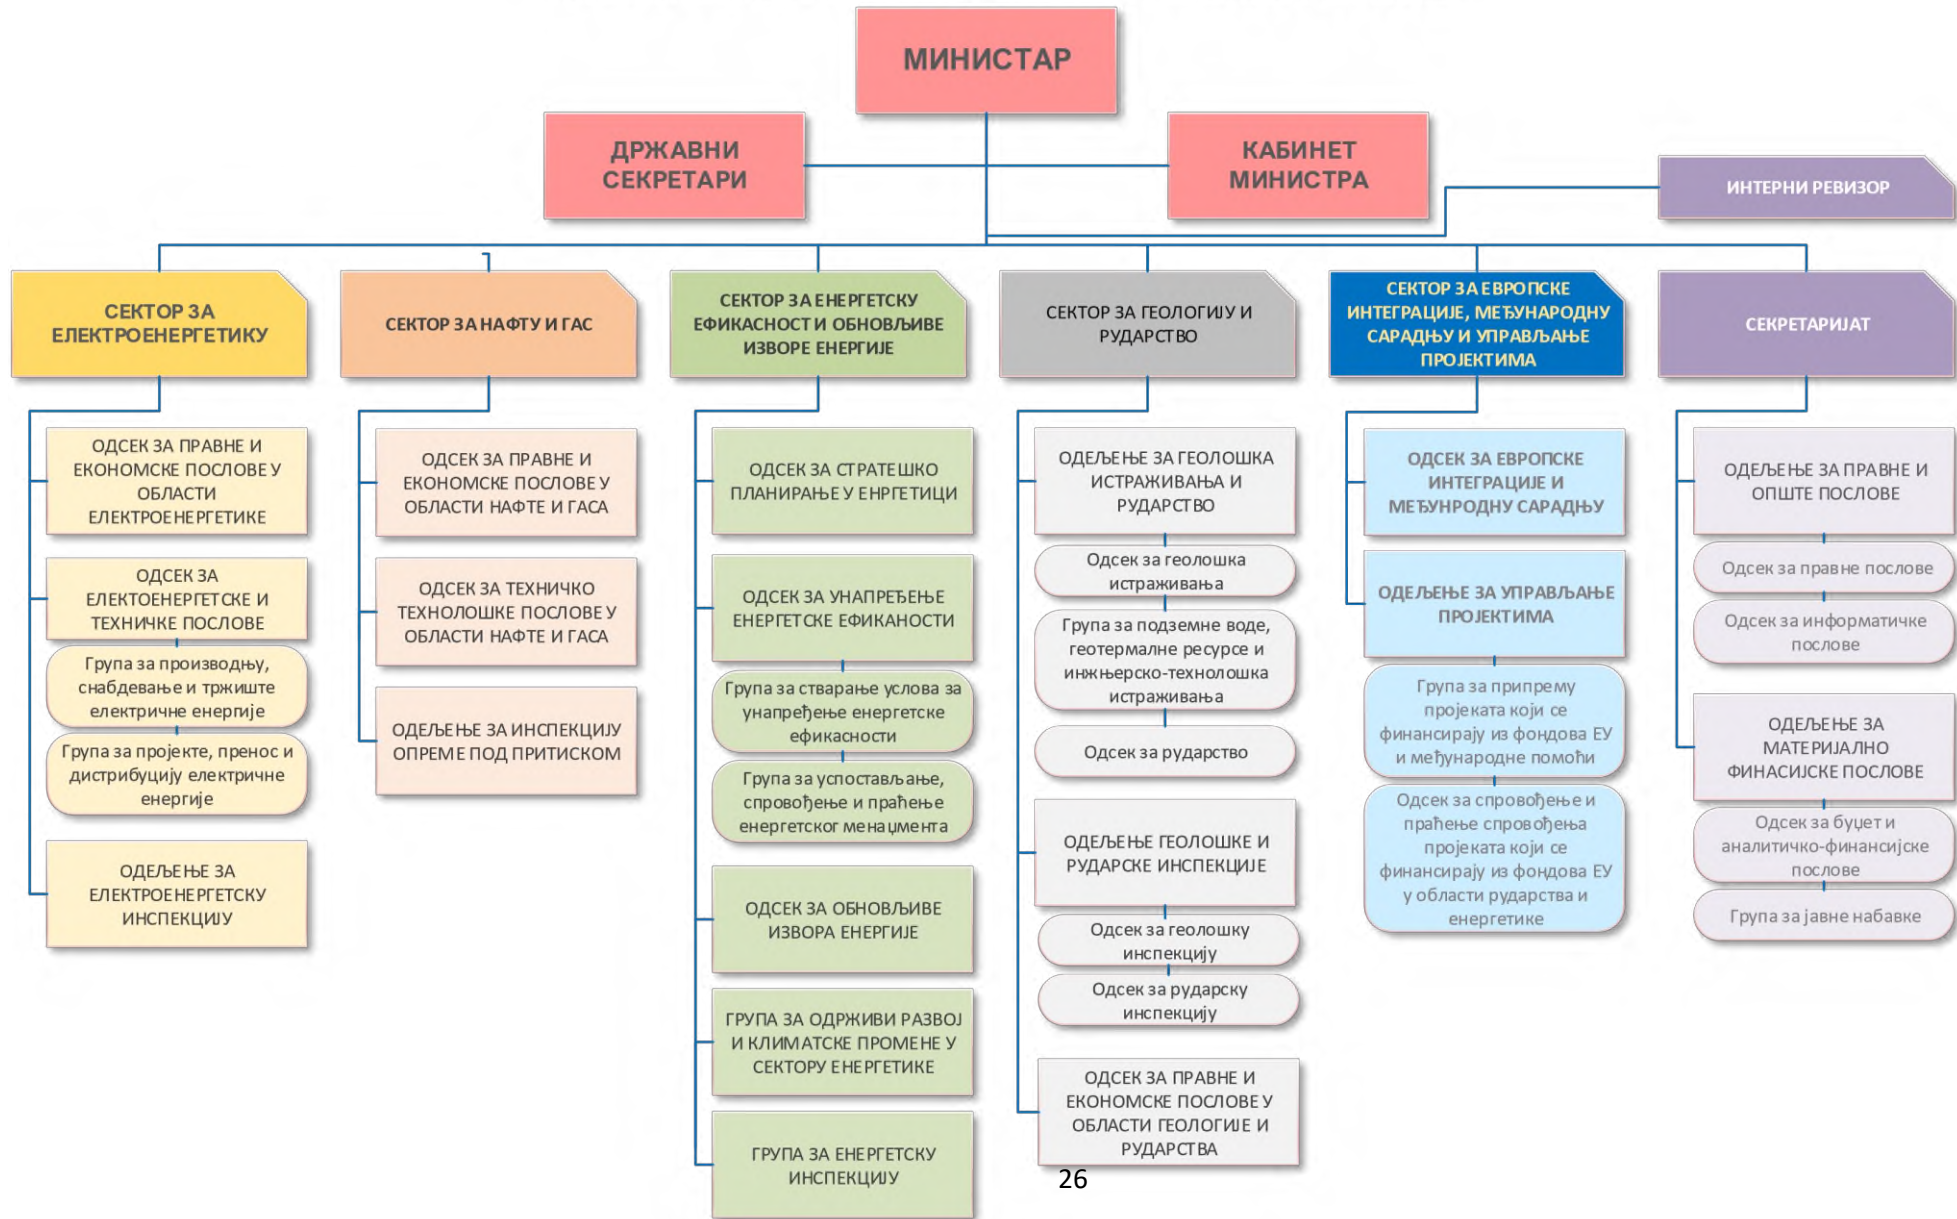 МИНИСТАР
ДРЖАВНИ
СЕКРЕТАРИ
КАБИНЕТ
МИНИСТРА
ИНТЕРНИ РЕВИЗОР
СЕКТОР ЗА
ЕЛЕКТРОЕНЕРГЕТИКУ
ОДСЕК ЗА ПРАВНЕ И
ЕКОНОМСКЕ ПОСЛОВЕ У
ОБЛАСТИ
ЕЛЕКТРОЕНЕРГЕТИКЕ
ОДСЕК ЗА
ЕЛЕКТОЕНЕРГЕТСКЕ И
ТЕХНИЧКЕ ПОСЛОВЕ
Група за производњу,
снабдевање и тржиште
електричне енергије
Група за пројекте, пренос и
дистрибуцију електричне
енергије
ОДЕЉЕЊЕ ЗА
ЕЛЕКТРОЕНЕРГЕТСКУ
ИНСПЕКЦИЈУ
СЕКТОР ЗА НАФТУ И ГАС
ОДСЕК ЗА ПРАВНЕ И
ЕКОНОМСКЕ ПОСЛОВЕ У
ОБЛАСТИ НАФТЕ И ГАСА
ОДСЕК ЗА ТЕХНИЧКО
ТЕХНОЛОШКЕ ПОСЛОВЕ У
ОБЛАСТИ НАФТЕ И ГАСА
ОДЕЉЕЊЕ ЗА ИНСПЕКЦИЈУ
ОПРЕМЕ ПОД ПРИТИСКОМ
СЕКТОР ЗА ЕНЕРГЕТСКУ
ЕФИКАСНОСТ И ОБНОВЉИВЕ
ИЗВОРЕ ЕНЕРГИЈЕ
ОДСЕК ЗА СТРАТЕШКО
ПЛАНИРАЊЕ У ЕНРГЕТИЦИ
ОДСЕК ЗА УНАПРЕЂЕЊЕ
ЕНЕРГЕТСКЕ ЕФИКАНОСТИ
Група за стварање услова за
унапређење енергетске
ефикасности
Група за успостављање,
спровођење и праћење
енергетског менаџмента
ОДСЕК ЗА ОБНОВЉИВЕ
ИЗВОРА ЕНЕРГИЈЕ
ГРУПА ЗА ОДРЖИВИ РАЗВОЈ
И КЛИМАТСКЕ ПРОМЕНЕ У
СЕКТОРУ ЕНЕРГЕТИКЕ
ГРУПА ЗА ЕНЕРГЕТСКУ
ИНСПЕКЦИЈУ
СЕКТОР ЗА ГЕОЛОГИЈУ И
РУДАРСТВО
ОДЕЉЕЊЕ ЗА ГЕОЛОШКА
ИСТРАЖИВАЊА И
РУДАРСТВО
Одсек за геолошка
истраживања
Група за подземне воде,
геотермалне ресурсе и
инжњерско-технолошка
истраживања
Одсек за рударство
ОДЕЉЕЊЕ ГЕОЛОШКЕ И
РУДАРСКЕ ИНСПЕКЦИЈЕ
Одсек за геолошку
инспекцију
Одсек за рударску
инспекцију
ОДСЕК ЗА ПРАВНЕ И
ЕКОНОМСКЕ ПОСЛОВЕ У
ОБЛАСТИ ГЕОЛОГИЈЕ И
РУДАРСТВА
СЕКТОР ЗА ЕВРОПСКЕ
ИНТЕГРАЦИЈЕ, МЕЂУНАРОДНУ
САРАДЊУ И УПРАВЉАЊЕ
ПРОЈЕКТИМА
ОДСЕК ЗА ЕВРОПСКЕ
ИНТЕГРАЦИЈЕ И
МЕЂУНРОДНУ САРАДЊУ
ОДЕЉЕЊЕ ЗА УПРАВЉАЊЕ
ПРОЈЕКТИМА
Група за припрему
пројеката који се
финансирају из фондова ЕУ
и међународне помоћи
Одсек за спровођење и
праћење спровођења
пројеката који се
финансирају из фондова ЕУ
у области рударства и
енергетике
СЕКРЕТАРИЈАТ
ОДЕЉЕЊЕ ЗА ПРАВНЕ И
ОПШТЕ ПОСЛОВЕ
Одсек за правне послове
Одсек за информатичке
послове
ОДЕЉЕЊЕ ЗА
МАТЕРИЈАЛНО
ФИНАСИЈСКЕ ПОСЛОВЕ
Одсек за буџет и
аналитичко-финансијске
послове
Група за јавне набавке
26